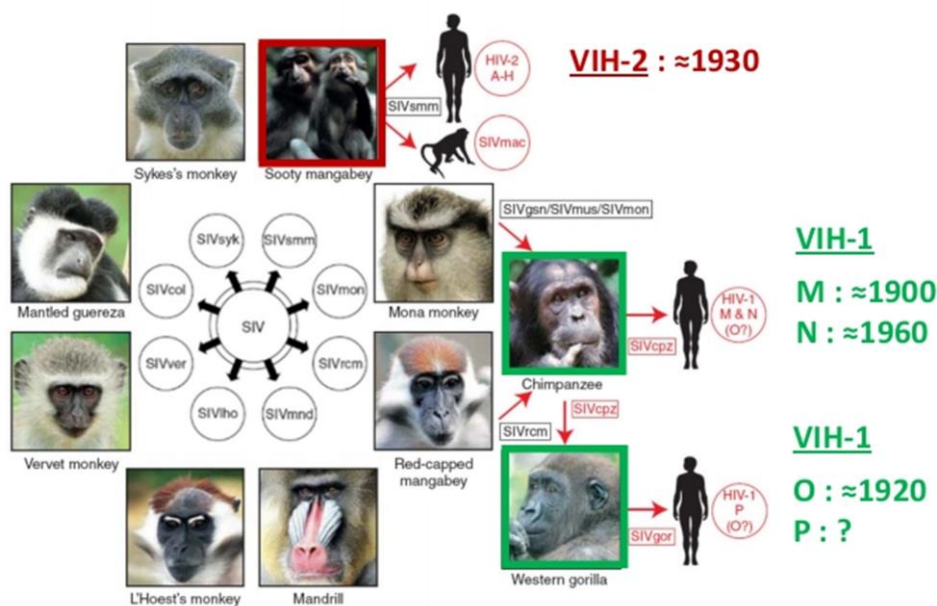 HIV-2
A-H
VIH-2 : ≈1930
SIVsmm
SIVmac
Sykes's monkey
Sooty mangabey
SIVgsn/SIVmus/SIVmon
SIVsyk
SIVsmm
SIVcol
SIVmon
SIV
SIVver
SIVrcm
SIVlho
SIVmnd
Mantled guereza
Mona monkey
VIH-1
M : ≈1900
N : ≈1960
HIV-1
M & N
(O?)
SIVcpz
Chimpanzee
SIVcpz
SIVrcm
Vervet monkey
Red-capped
mangabey
VIH-1
O : ≈1920
P : ?
HIV-1
P
(O?)
SIVgor
L'Hoest's monkey
Mandrill
Western gorilla